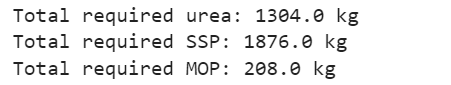 Total required urea: 1304.0 kg
Total required SSP: 1876.0 kg
Total required MOP: 208.0 kg